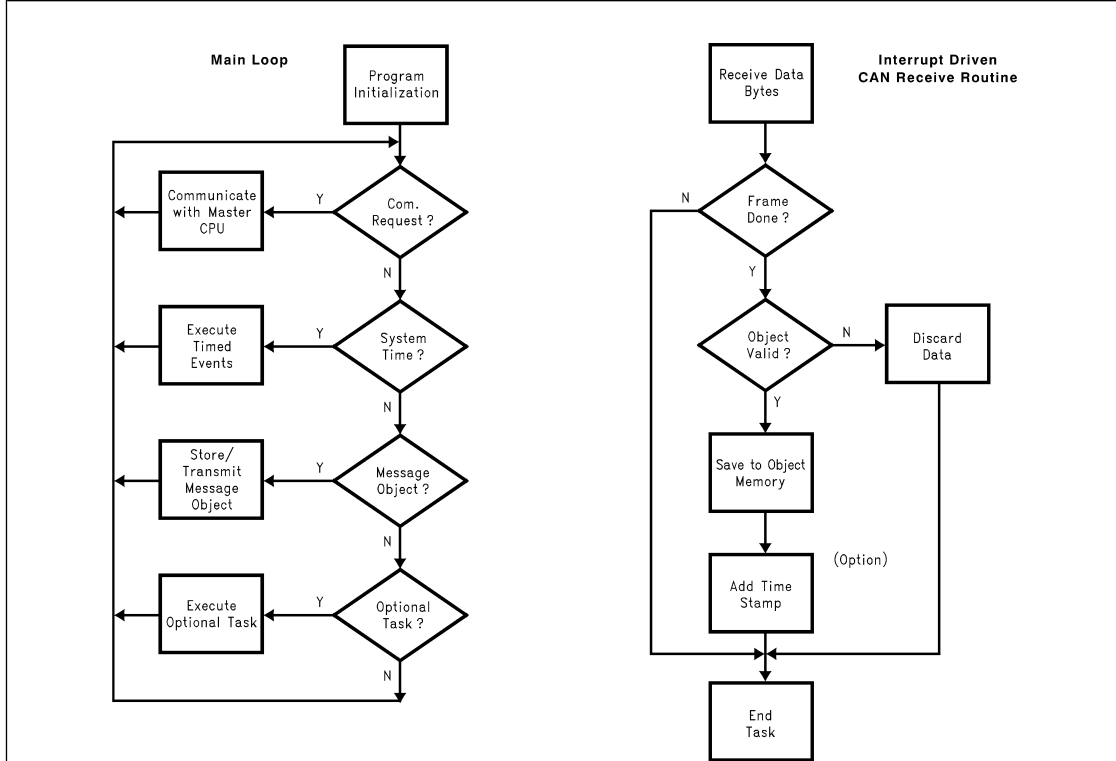 Main Loop
Program
Initialization
Com.
Request ?
Y
Communicate
with Master
CPU
N
System
Time ?
Y
Execute
Timed
Events
N
Message
Object ?
Y
Store/
Transmit
Message
Object
N
Optional
Task ?
Y
Execute
Optional Task
N
Interrupt Driven
CAN Receive Routine
Receive Data
Bytes
Frame
Done ?
N
Y
Object
Valid ?
N
Discard
Data
Y
Save to Object
Memory
Add Time
Stamp
(Option)
End
Task